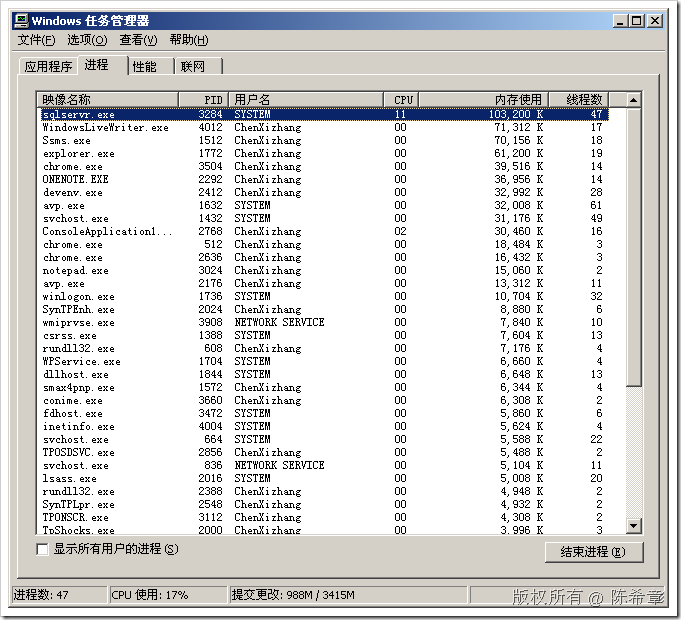 Windows 任务管理器
文件(F) 选项(O) 查看(V) 帮助(H)
应用程序 进程 性能 联网
映像名称 PID 用户名 CPU 内存使用 线程数
sqlservr.exe 3284 SYSTEM 11 103,200 K 47
WindowsLiveWriter.exe 4012 ChenXizhang 00 71,312 K 17
Ssms.exe 1512 ChenXizhang 00 70,156 K 18
explorer.exe 1772 ChenXizhang 00 61,200 K 19
chrome.exe 3504 ChenXizhang 00 39,516 K 14
ONENOTE.EXE 2292 ChenXizhang 00 36,956 K 14
devenv.exe 2412 ChenXizhang 00 32,992 K 28
avp.exe 1632 SYSTEM 00 32,008 K 61
svchost.exe 1432 SYSTEM 00 31,176 K 49
ConsoleApplication1... 2768 ChenXizhang 02 30,460 K 16
chrome.exe 512 ChenXizhang 00 18,484 K 3
chrome.exe 2636 ChenXizhang 00 16,432 K 3
notepad.exe 3024 ChenXizhang 00 15,060 K 2
avp.exe 2176 ChenXizhang 00 13,312 K 11
winlogon.exe 1736 SYSTEM 00 10,704 K 32
SynTPEnh.exe 2024 ChenXizhang 00 8,880 K 6
wmiprvse.exe 3908 NETWORK SERVICE 00 7,840 K 10
csrss.exe 1388 SYSTEM 00 7,604 K 13
rundll32.exe 608 ChenXizhang 00 7,176 K 4
WPService.exe 1704 SYSTEM 00 6,660 K 4
dllhost.exe 1844 SYSTEM 00 6,648 K 13
smax4pnp.exe 1572 ChenXizhang 00 6,344 K 4
conime.exe 3660 ChenXizhang 00 6,308 K 2
fdhost.exe 3472 SYSTEM 00 5,860 K 6
inetinfo.exe 4004 SYSTEM 00 5,624 K 4
svchost.exe 664 SYSTEM 00 5,588 K 22
TPOSDSVC.exe 2856 ChenXizhang 00 5,488 K 2
svchost.exe 836 NETWORK SERVICE 00 5,104 K 11
lsass.exe 2016 SYSTEM 00 5,008 K 20
rundll32.exe 2388 ChenXizhang 00 4,948 K 2
SynTPLpr.exe 2548 ChenXizhang 00 4,932 K 2
TPONSCR.exe 3112 ChenXizhang 00 4,308 K 2
TpShocks.exe 2000 ChenXizhang 00 3,996 K 3
显示所有用户的进程(S) 结束进程(E)
进程数: 47 CPU 使用: 17% 提交更改: 988M / 3415M
版权所有 @ 陈希章